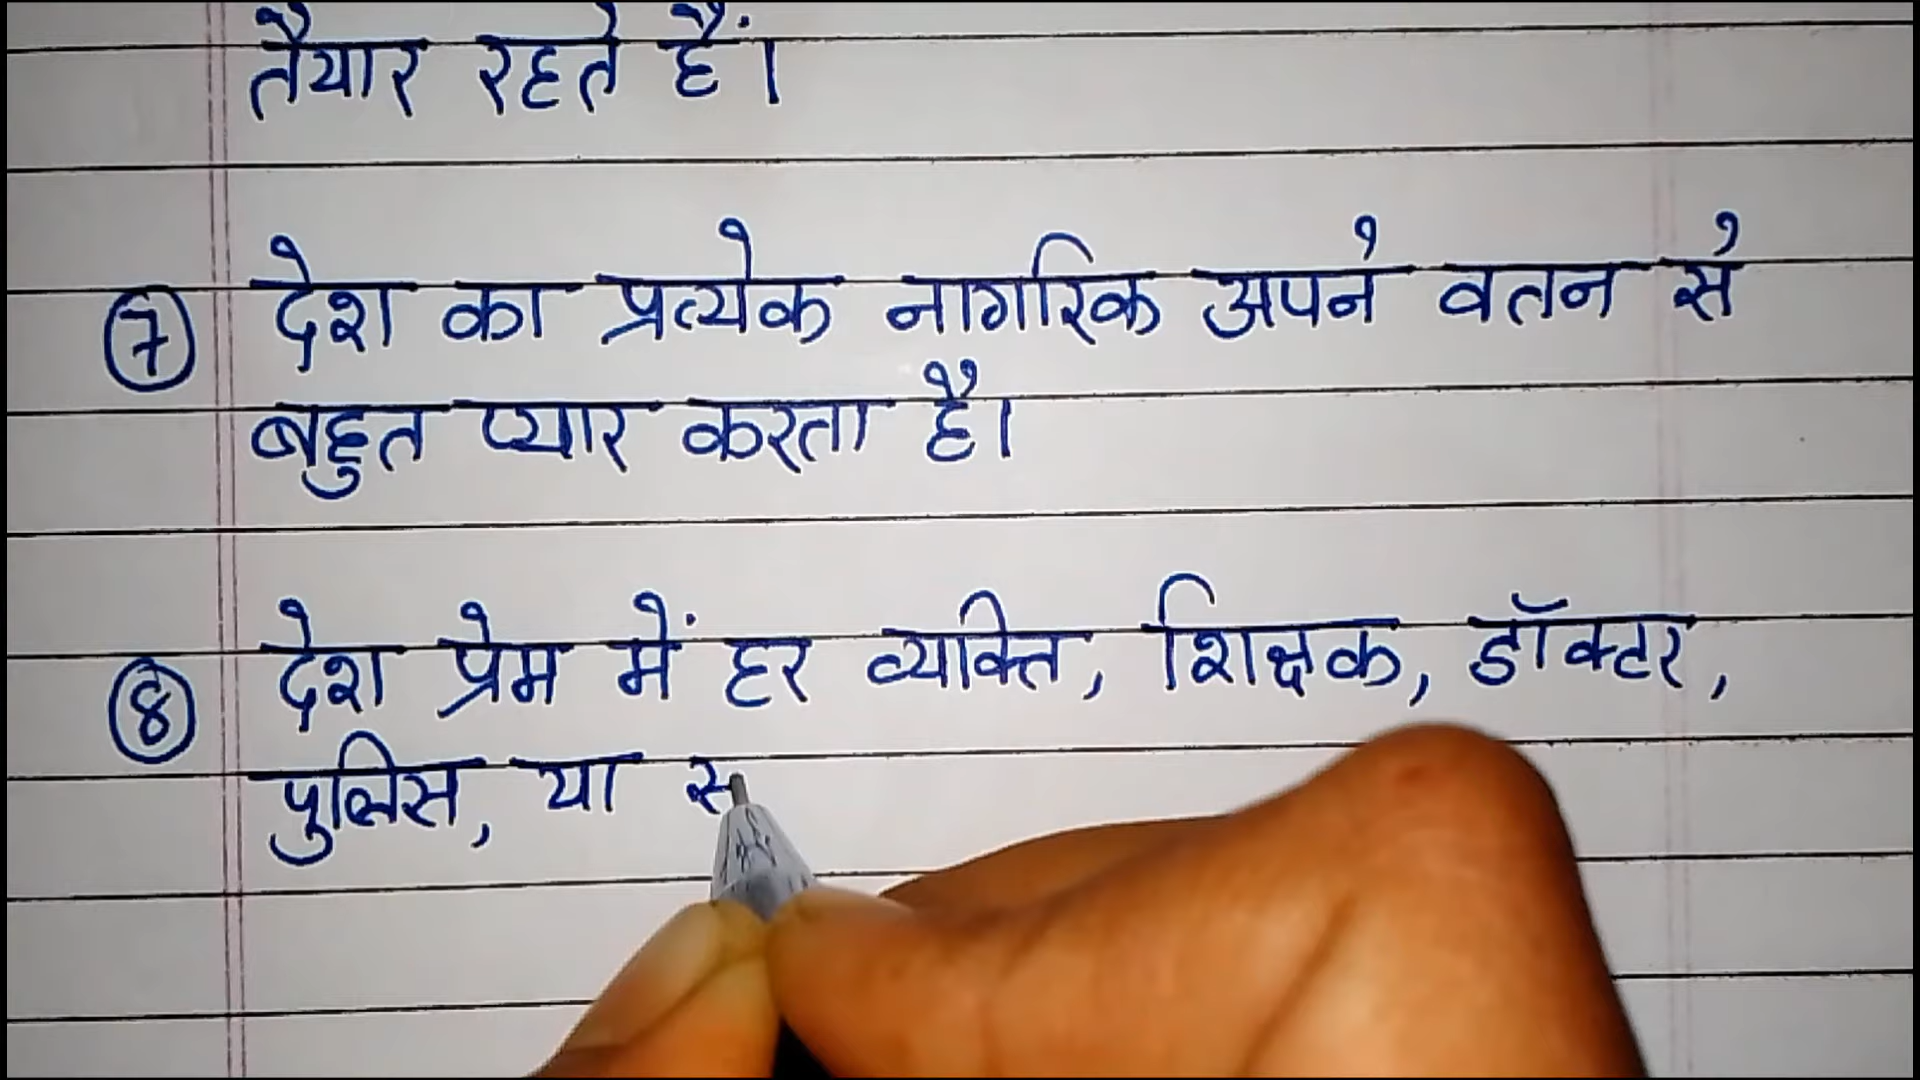 तैयार रहते हैं।
⑦ देश का प्रत्येक नागरिक अपने वतन से
बहुत प्यार करता है।
⑧ देश प्रेम में हर व्यक्ति, शिक्षक, डॉक्टर,
पुलिस, या